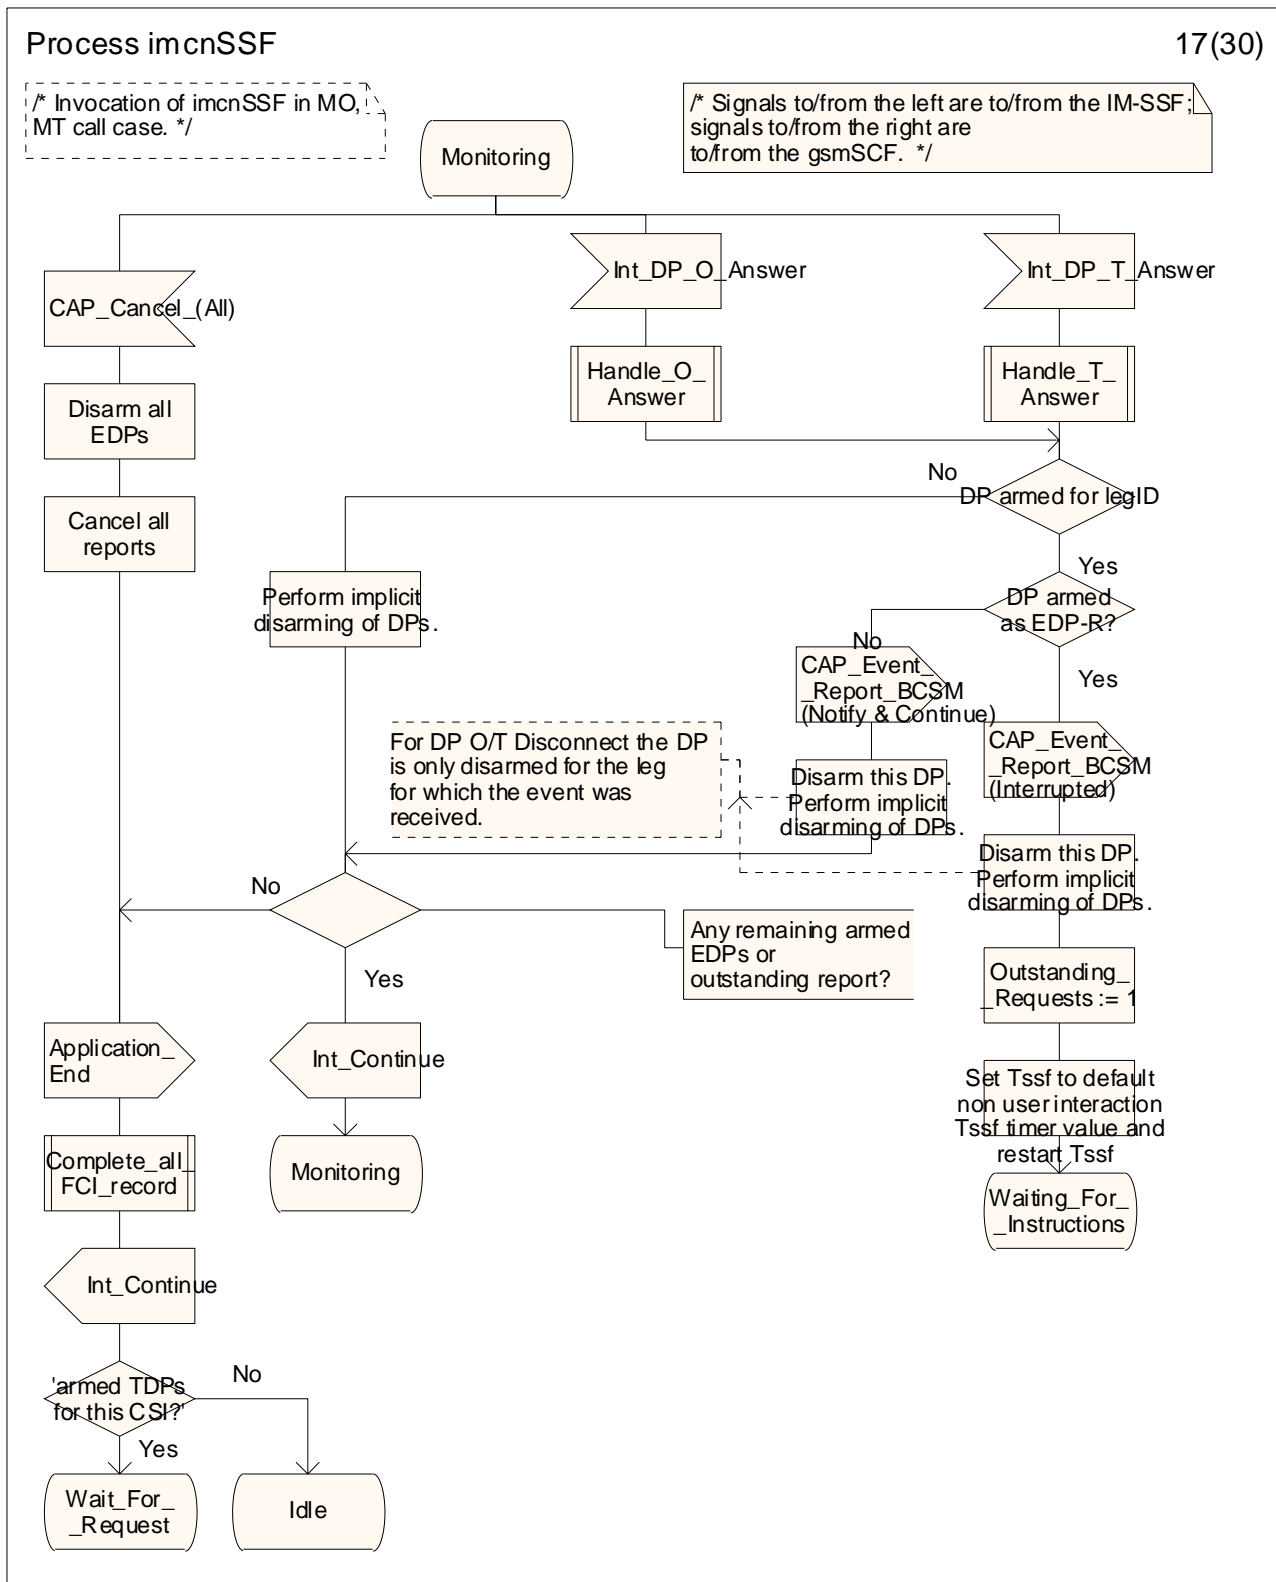 Process imcnSSF
17(30)
/* Invocation of imcnSSF in MO,
MT call case. */
/* Signals to/from the left are to/from the IM-SSF;
signals to/from the right are
to/from the gsmSCF. */
Monitoring
Int_DP_O_Answer
Int_DP_T_Answer
CAP_Cancel_(All)
Handle_O_
Answer
Handle_T_
Answer
Disarm all
EDPs
No
DP armed for legID
Cancel all
reports
Yes
Perform implicit
disarming of DPs.
DP armed
as EDP-R?
No
CAP_Event_
_Report_BCSM
(Notify & Continue)
Yes
For DP O/T Disconnect the DP
is only disarmed for the leg
for which the event was
received.
CAP_Event_
_Report_BCSM
(Interrupted)
Disarm this DP.
Perform implicit
disarming of DPs.
Disarm this DP.
Perform implicit
disarming of DPs.
No
Any remaining armed
EDPs or
outstanding report?
Yes
Outstanding_
_Requests := 1
Application_
End
Int_Continue
Set Tssf to default
non user interaction
Tssf timer value and
restart Tssf
Complete_all_
FCI_record
Monitoring
Waiting_For_
_Instructions
Int_Continue
'armed TDPs
for this CSI?'
No
Yes
Wait_For_
_Request
Idle